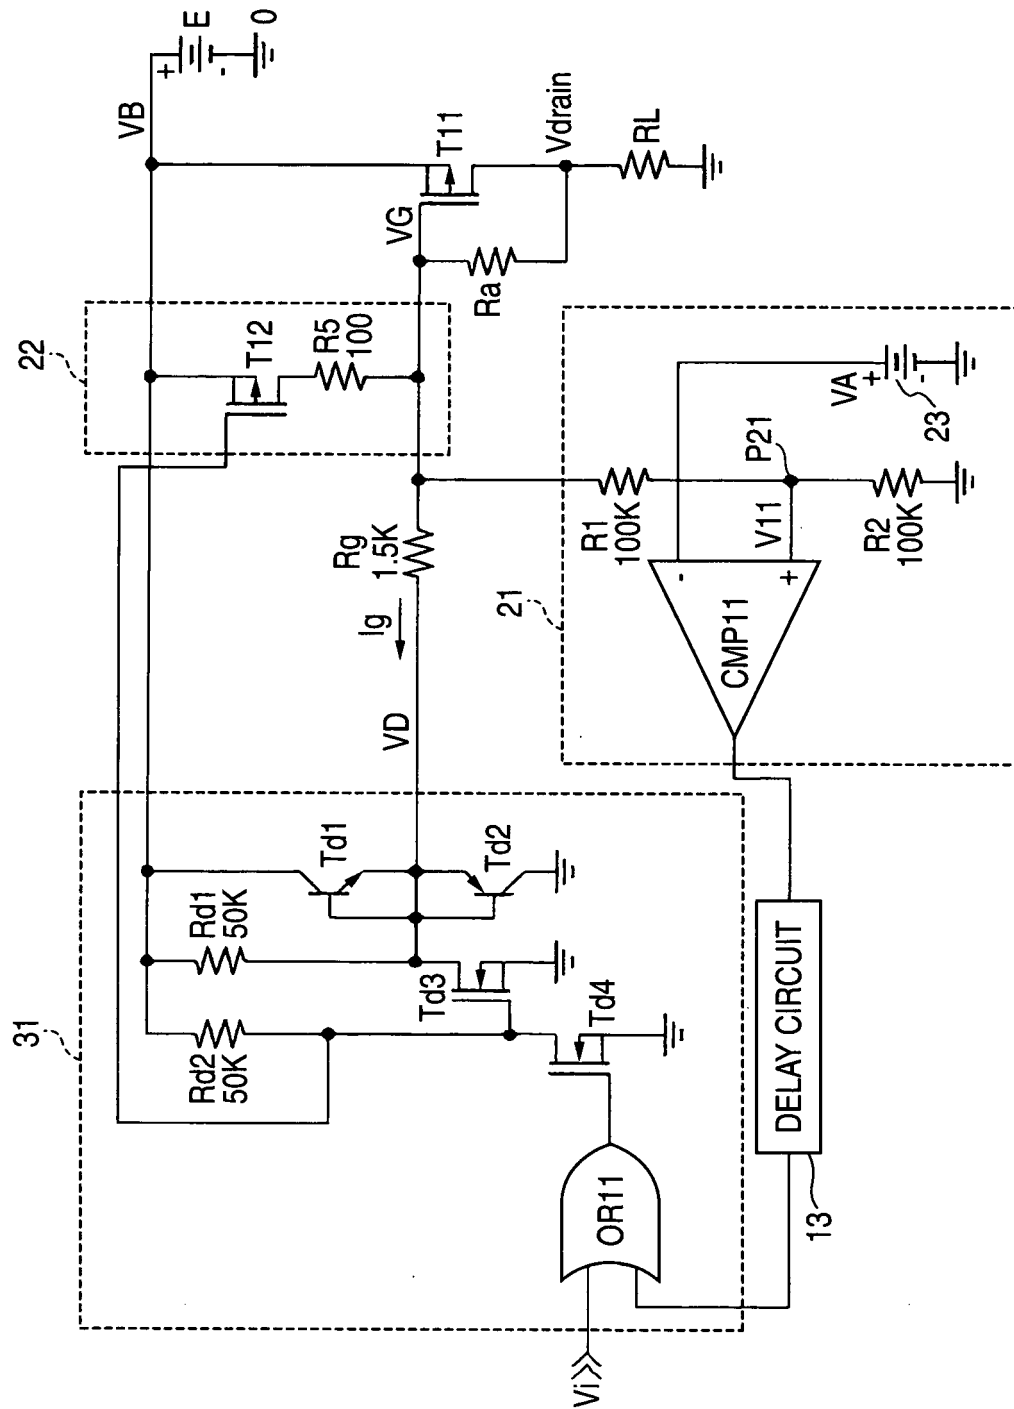 31
Rd2
50K
Rd1
50K
Td1
Td2
Td3
Td4
OR11
Vi
VD
Ig
Rg
1.5K
22
T12
R5
100
VB
E
+
-
0
VG
T11
Ra
Vdrain
RL
21
R1
100K
P21
V11
R2
100K
VA
+
-
23
-
+
CMP11
DELAY CIRCUIT
13